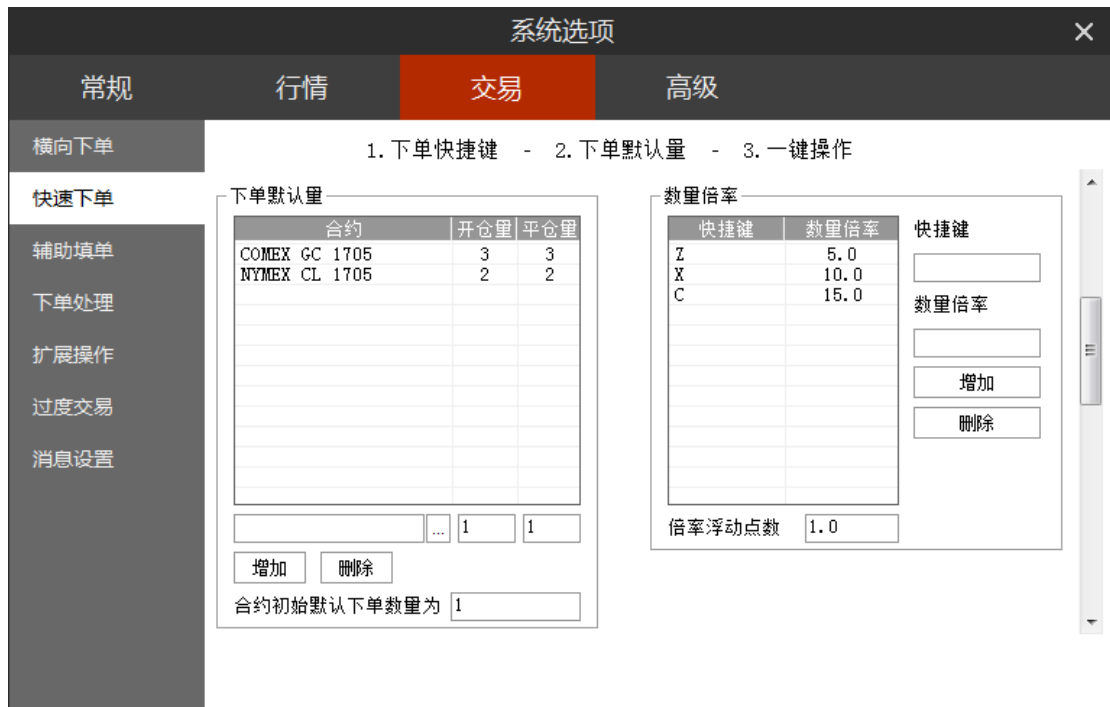 系统选项
常规 行情 交易 高级
横向下单
快速下单
辅助填单
下单处理
扩展操作
过度交易
消息设置
1.下单快捷键 - 2.下单默认量 - 3.一键操作
下单默认量
合约 开仓量 平仓量
COMEX GC 1705 3 3
NYMEX CL 1705 2 2
... 1 1
增加 删除
合约初始默认下单数量为 1
数量倍率
快捷键 数量倍率
Z 5.0
X 10.0
C 15.0
倍率浮动点数 1.0
快捷键
数量倍率
增加
删除